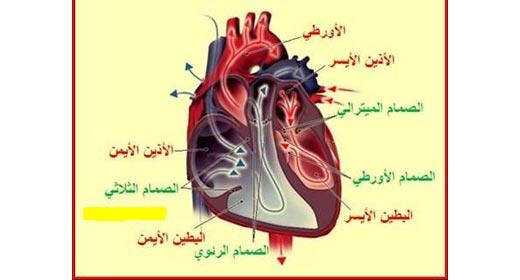 الأورطي
الأذين الأيسر
الصمام الميترالي
الأذين الأيمن
الصمام الأورطي
الصمام الثلاثي
البطين الأيسر
البطين الأيمن
الصمام الرئوي